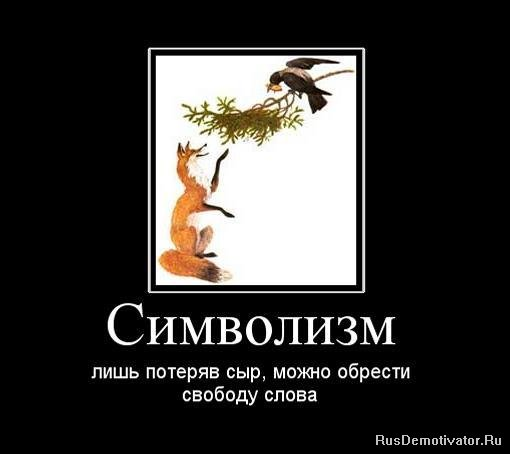 Символизм
лишь потеряв сыр, можно обрести
свободу слова
RusDemotivator.Ru